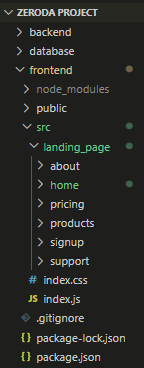 ZERODA PROJECT
backend
database
frontend
node_modules
public
src
landing_page
about
home
pricing
products
signup
support
index.css
JS index.js
.gitignore
package-lock.json
package.json